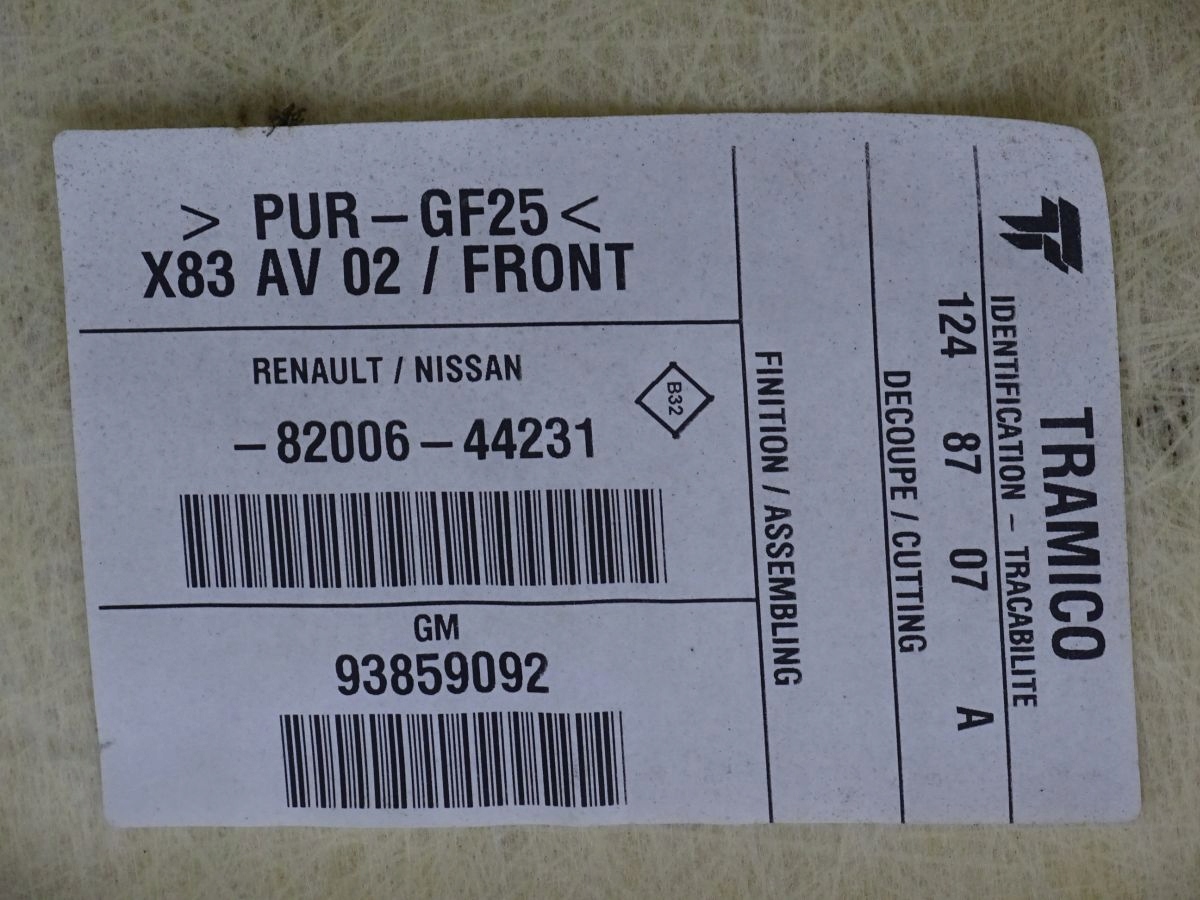 > PUR – GF25 <
X83 AV 02 / FRONT
RENAULT / NISSAN
B32
– 82006 – 44231
GM
93859092
FINITION / ASSEMBLING
DECOUPE / CUTTING
124 87 07 A
IDENTIFICATION – TRACABILITE
TRAMICO